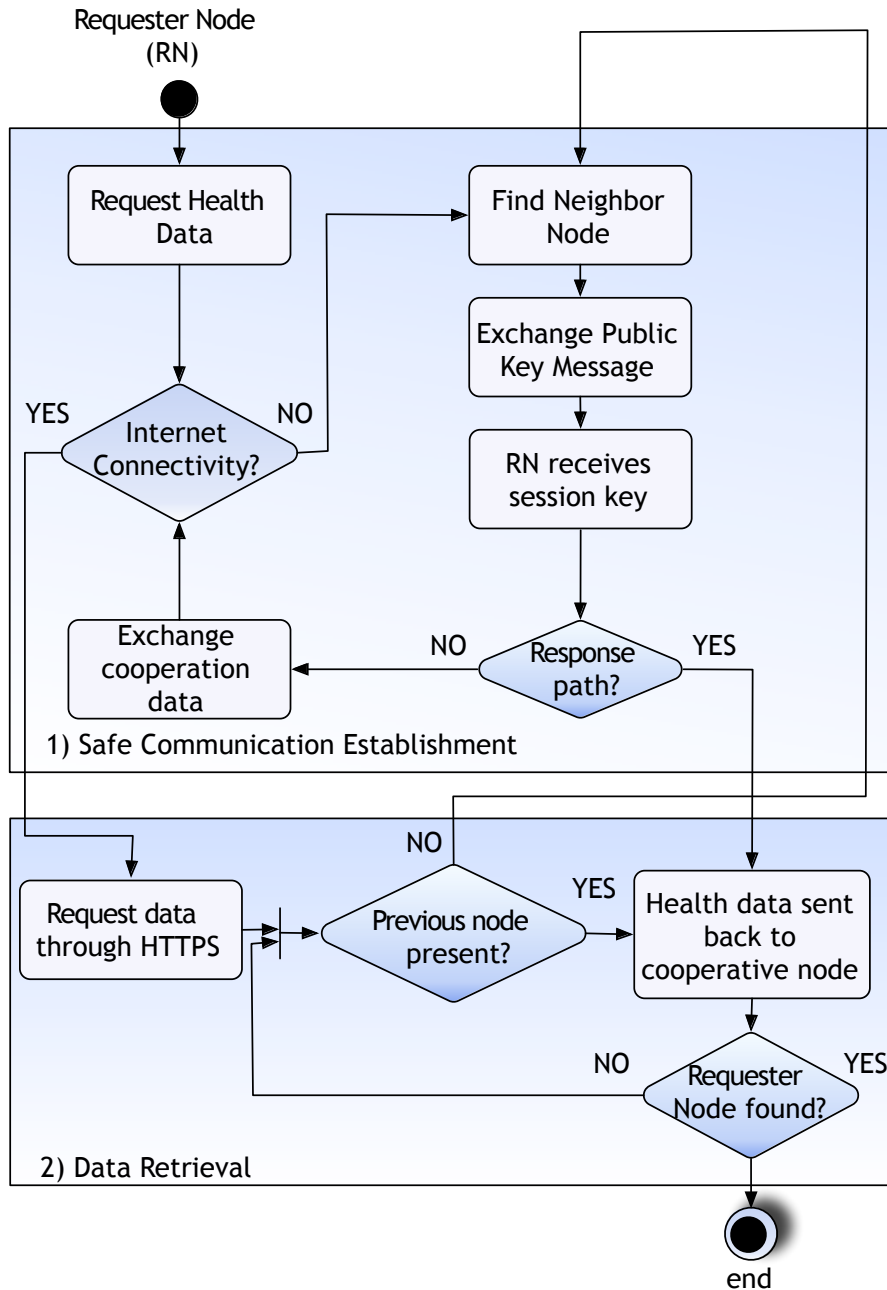 Requester Node
(RN)
Request Health
Data
Find Neighbor
Node
Exchange Public
Key Message
YES
NO
Internet
Connectivity?
RN receives
session key
Exchange
cooperation
data
NO
Response
path?
YES
1) Safe Communication Establishment
NO
Request data
through HTTPS
Previous node
present?
YES
Health data sent
back to
cooperative node
NO
Requester
Node found?
YES
2) Data Retrieval
end